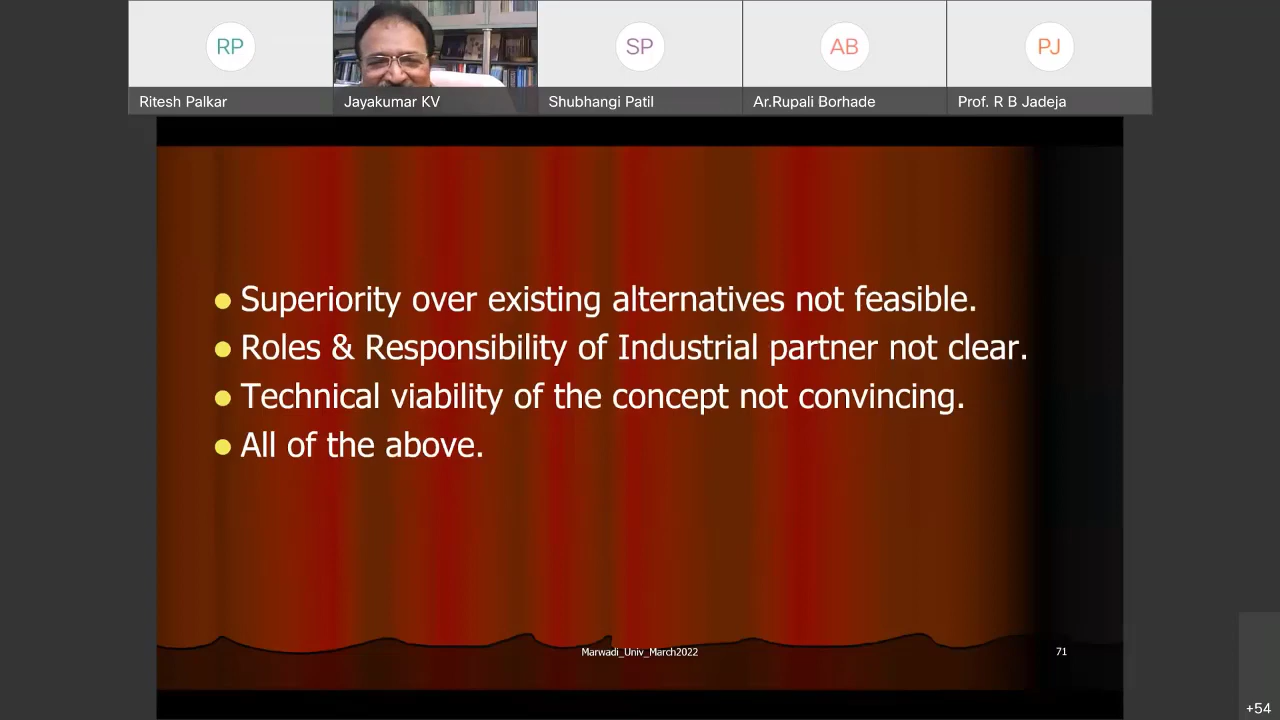 RP
SP
AB
PJ
Ritesh Palkar
Jayakumar KV
Shubhangi Patil
Ar.Rupali Borhade
Prof. R B Jadeja
Superiority over existing alternatives not feasible.
Roles & Responsibility of Industrial partner not clear.
Technical viability of the concept not convincing.
All of the above.
Marwadi_Univ_March2022
71
+54